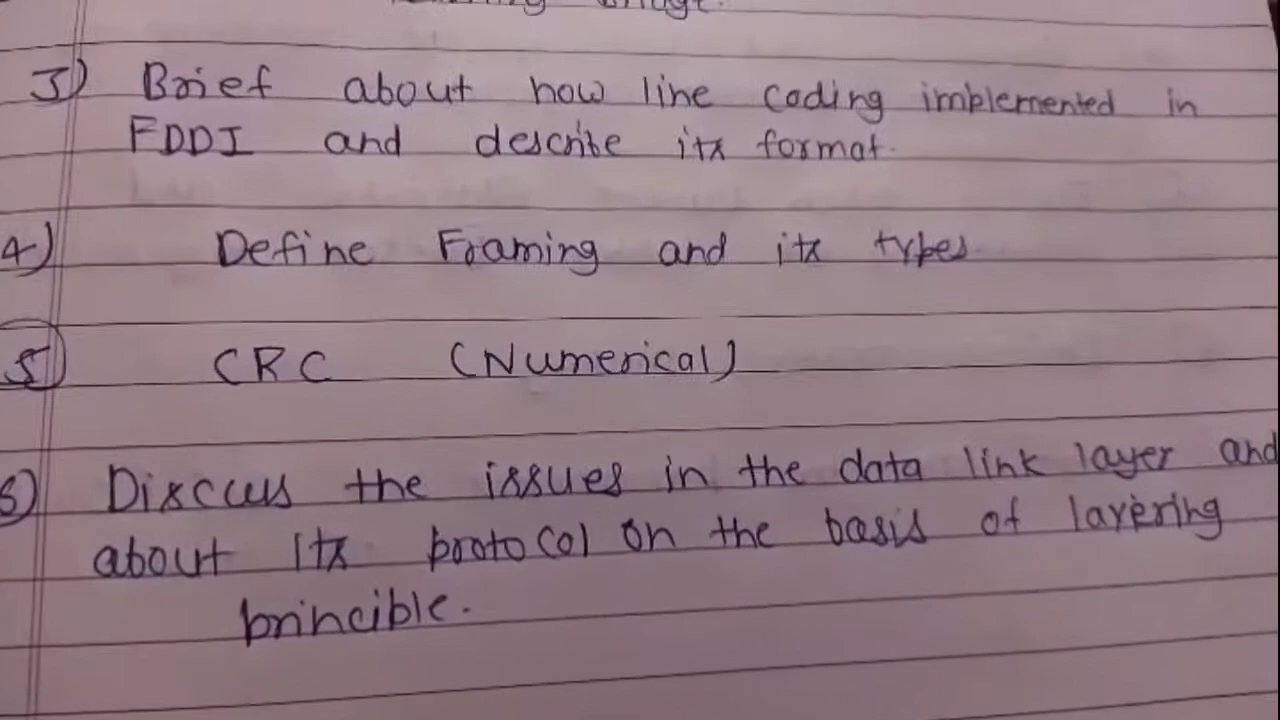 3) Brief about how line coding implemented in
FDDI and describe its format.
4) Define Framing and its types
5) CRC (Numerical)
6) Discuss the issues in the data link layer and
about Its protocol on the basis of layering
principle.